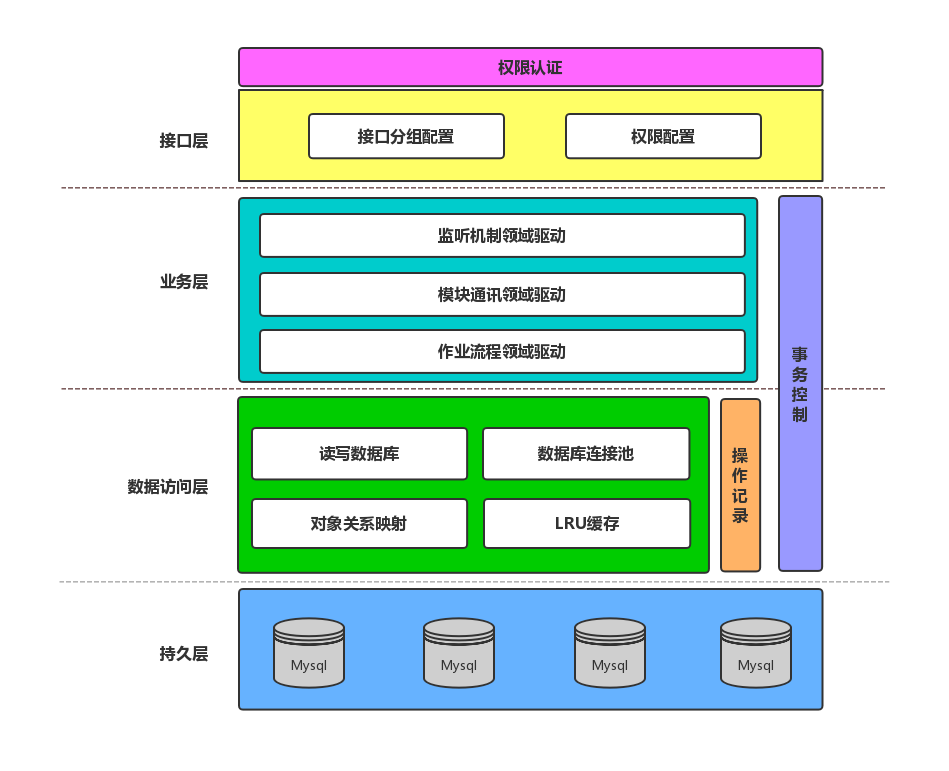 权限认证
接口层
接口分组配置
权限配置
业务层
监听机制领域驱动
模块通讯领域驱动
作业流程领域驱动
事务控制
数据访问层
读写数据库
数据库连接池
对象关系映射
LRU缓存
操作记录
持久层
Mysql
Mysql
Mysql
Mysql